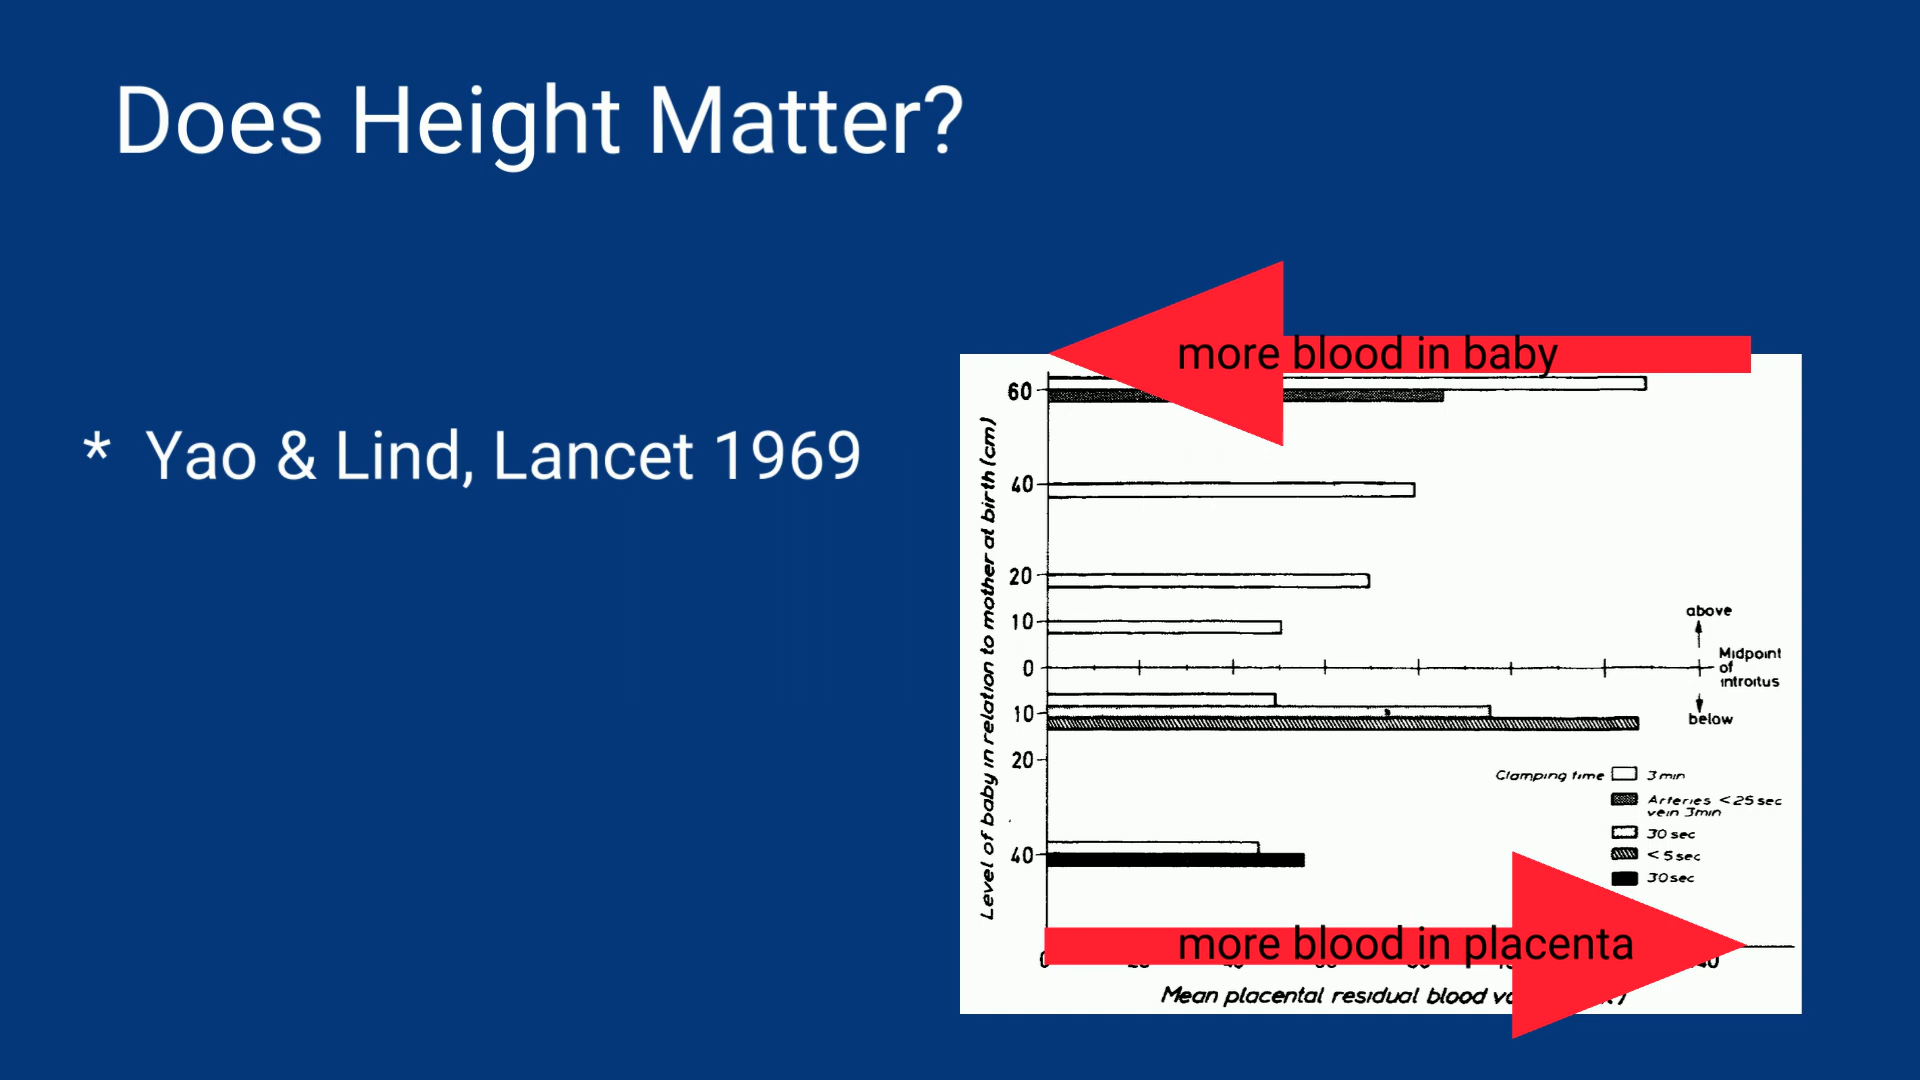 Does Height Matter?
* Yao & Lind, Lancet 1969
more blood in baby
Level of baby in relation to mother at birth (cm)
60
40
20
10
0
10
20
40
above
Midpoint
of
introitus
below
Clamping time
3 min
Arteries <25 sec
vein 3min
30 sec
<5 sec
30 sec
more blood in placenta
Mean placental residual blood